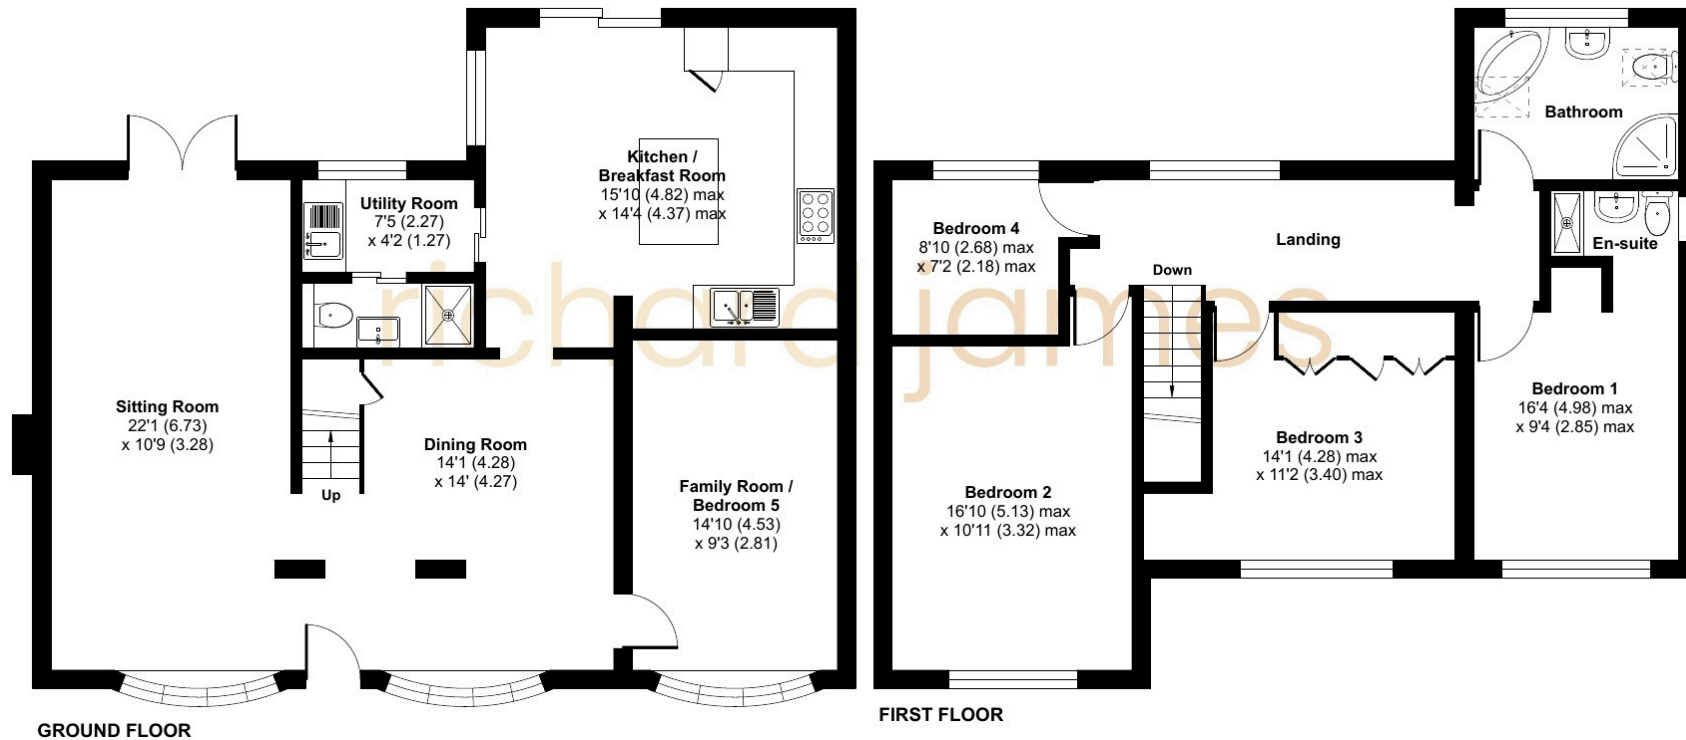 Kitchen /
Breakfast Room
15'10 (4.82) max
x 14'4 (4.37) max
Utility Room
7'5 (2.27)
x 4'2 (1.27)
Sitting Room
22'1 (6.73)
x 10'9 (3.28)
Up
Dining Room
14'1 (4.28)
x 14' (4.27)
Family Room /
Bedroom 5
14'10 (4.53)
x 9'3 (2.81)
GROUND FLOOR
Bathroom
Bedroom 4
8'10 (2.68) max
x 7'2 (2.18) max
Landing
En-suite
Down
Bedroom 1
16'4 (4.98) max
x 9'4 (2.85) max
Bedroom 3
14'1 (4.28) max
x 11'2 (3.40) max
Bedroom 2
16'10 (5.13) max
x 10'11 (3.32) max
FIRST FLOOR
richard james